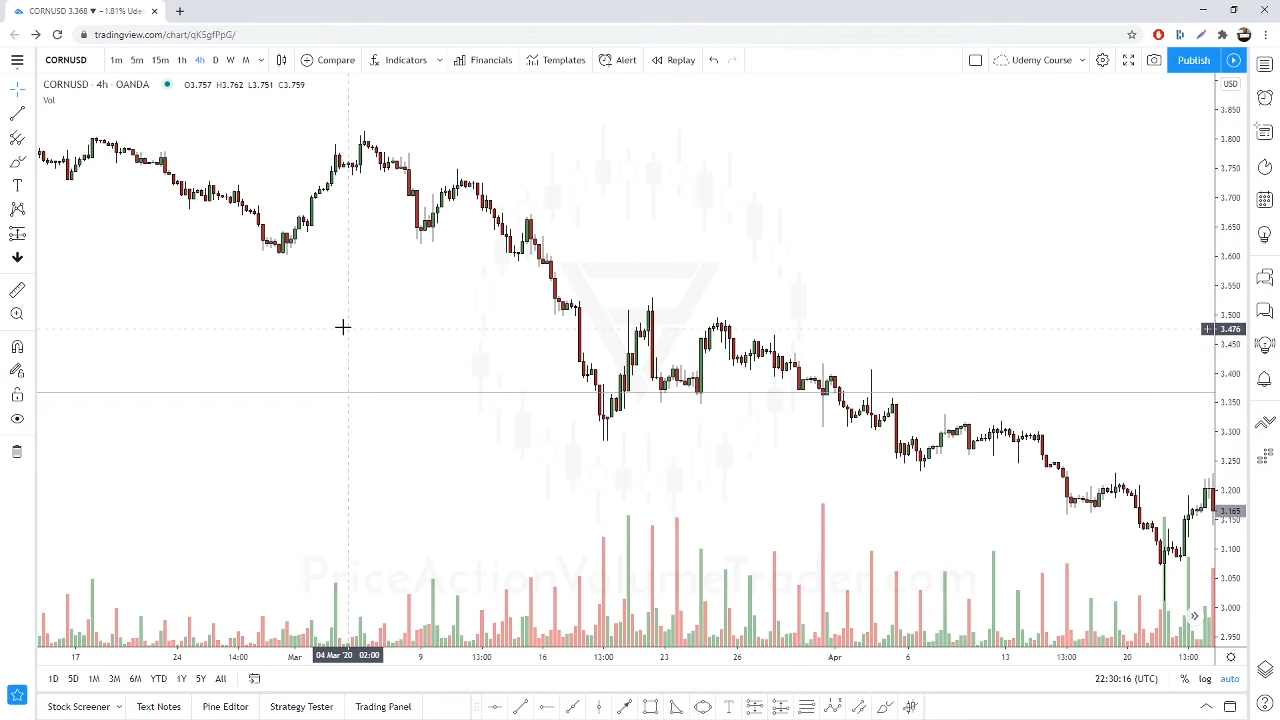 CORNUSD 3.368 ▼ −1.81% Uder
tradingview.com/chart/qK5gfPpG/
CORNUSD 1m 5m 15m 1h 4h D W M Compare Indicators Financials Templates Alert Replay Udemy Course Publish
CORNUSD · 4h · OANDA O3.757 H3.762 L3.751 C3.759
USD
Vol
3.850
3.800
3.750
3.700
3.650
3.600
3.550
3.500
3.476
3.450
3.400
3.350
3.300
3.250
3.200
3.165
3.150
3.100
3.050
3.000
2.950
PriceActionVolumeTrader.com
17 24 14:00 Mar 04 Mar '20 02:00 9 13:00 16 13:00 23 26 Apr 6 13 13:00 20 13:00
1D 5D 1M 3M 6M YTD 1Y 5Y All 22:30:16 (UTC) % log auto
Stock Screener Text Notes Pine Editor Strategy Tester Trading Panel